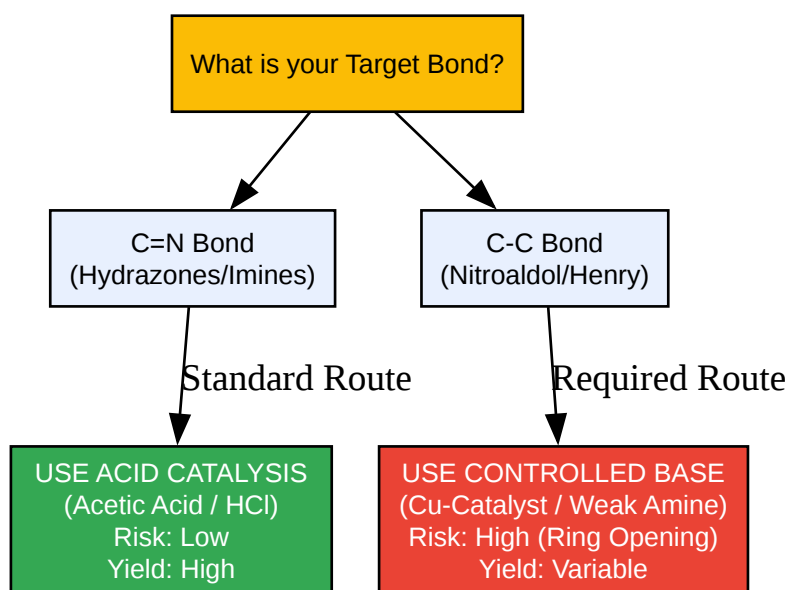 What is your Target Bond?
C=N Bond
(Hydrazones/Imines)
C-C Bond
(Nitroaldol/Henry)
Standard Route
Required Route
USE ACID CATALYSIS
(Acetic Acid / HCl)
Risk: Low
Yield: High
USE CONTROLLED BASE
(Cu-Catalyst / Weak Amine)
Risk: High (Ring Opening)
Yield: Variable